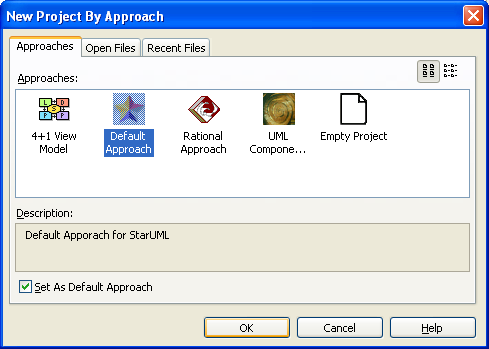 New Project By Approach
Approaches Open Files Recent Files
Approaches:
4+1 View Model
Default Approach
Rational Approach
UML Compone...
Empty Project
Description:
Default Apporach for StarUML
Set As Default Approach
OK Cancel Help